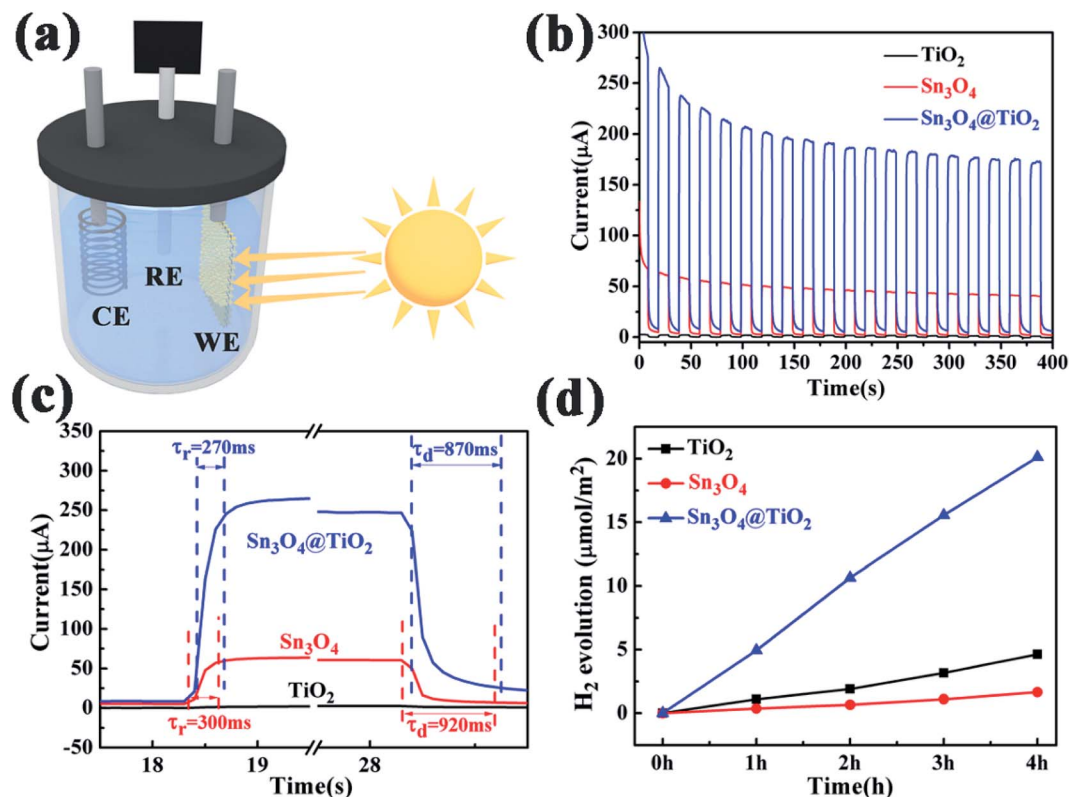 (a)
RE
CE
WE
(b)
300
250
200
150
100
50
0
Current(μA)
TiO₂
Sn₃O₄
Sn₃O₄@TiO₂
0 50 100 150 200 250 300 350 400
Time(s)
(c)
350
300
250
200
150
100
50
0
-50
Current(μA)
τr=270ms
τd=870ms
Sn₃O₄@TiO₂
Sn₃O₄
TiO₂
τr=300ms
τd=920ms
18 19 28
Time(s)
(d)
20
15
10
5
0
H₂ evolution (μmol/m²)
TiO₂
Sn₃O₄
Sn₃O₄@TiO₂
0h 1h 2h 3h 4h
Time(h)